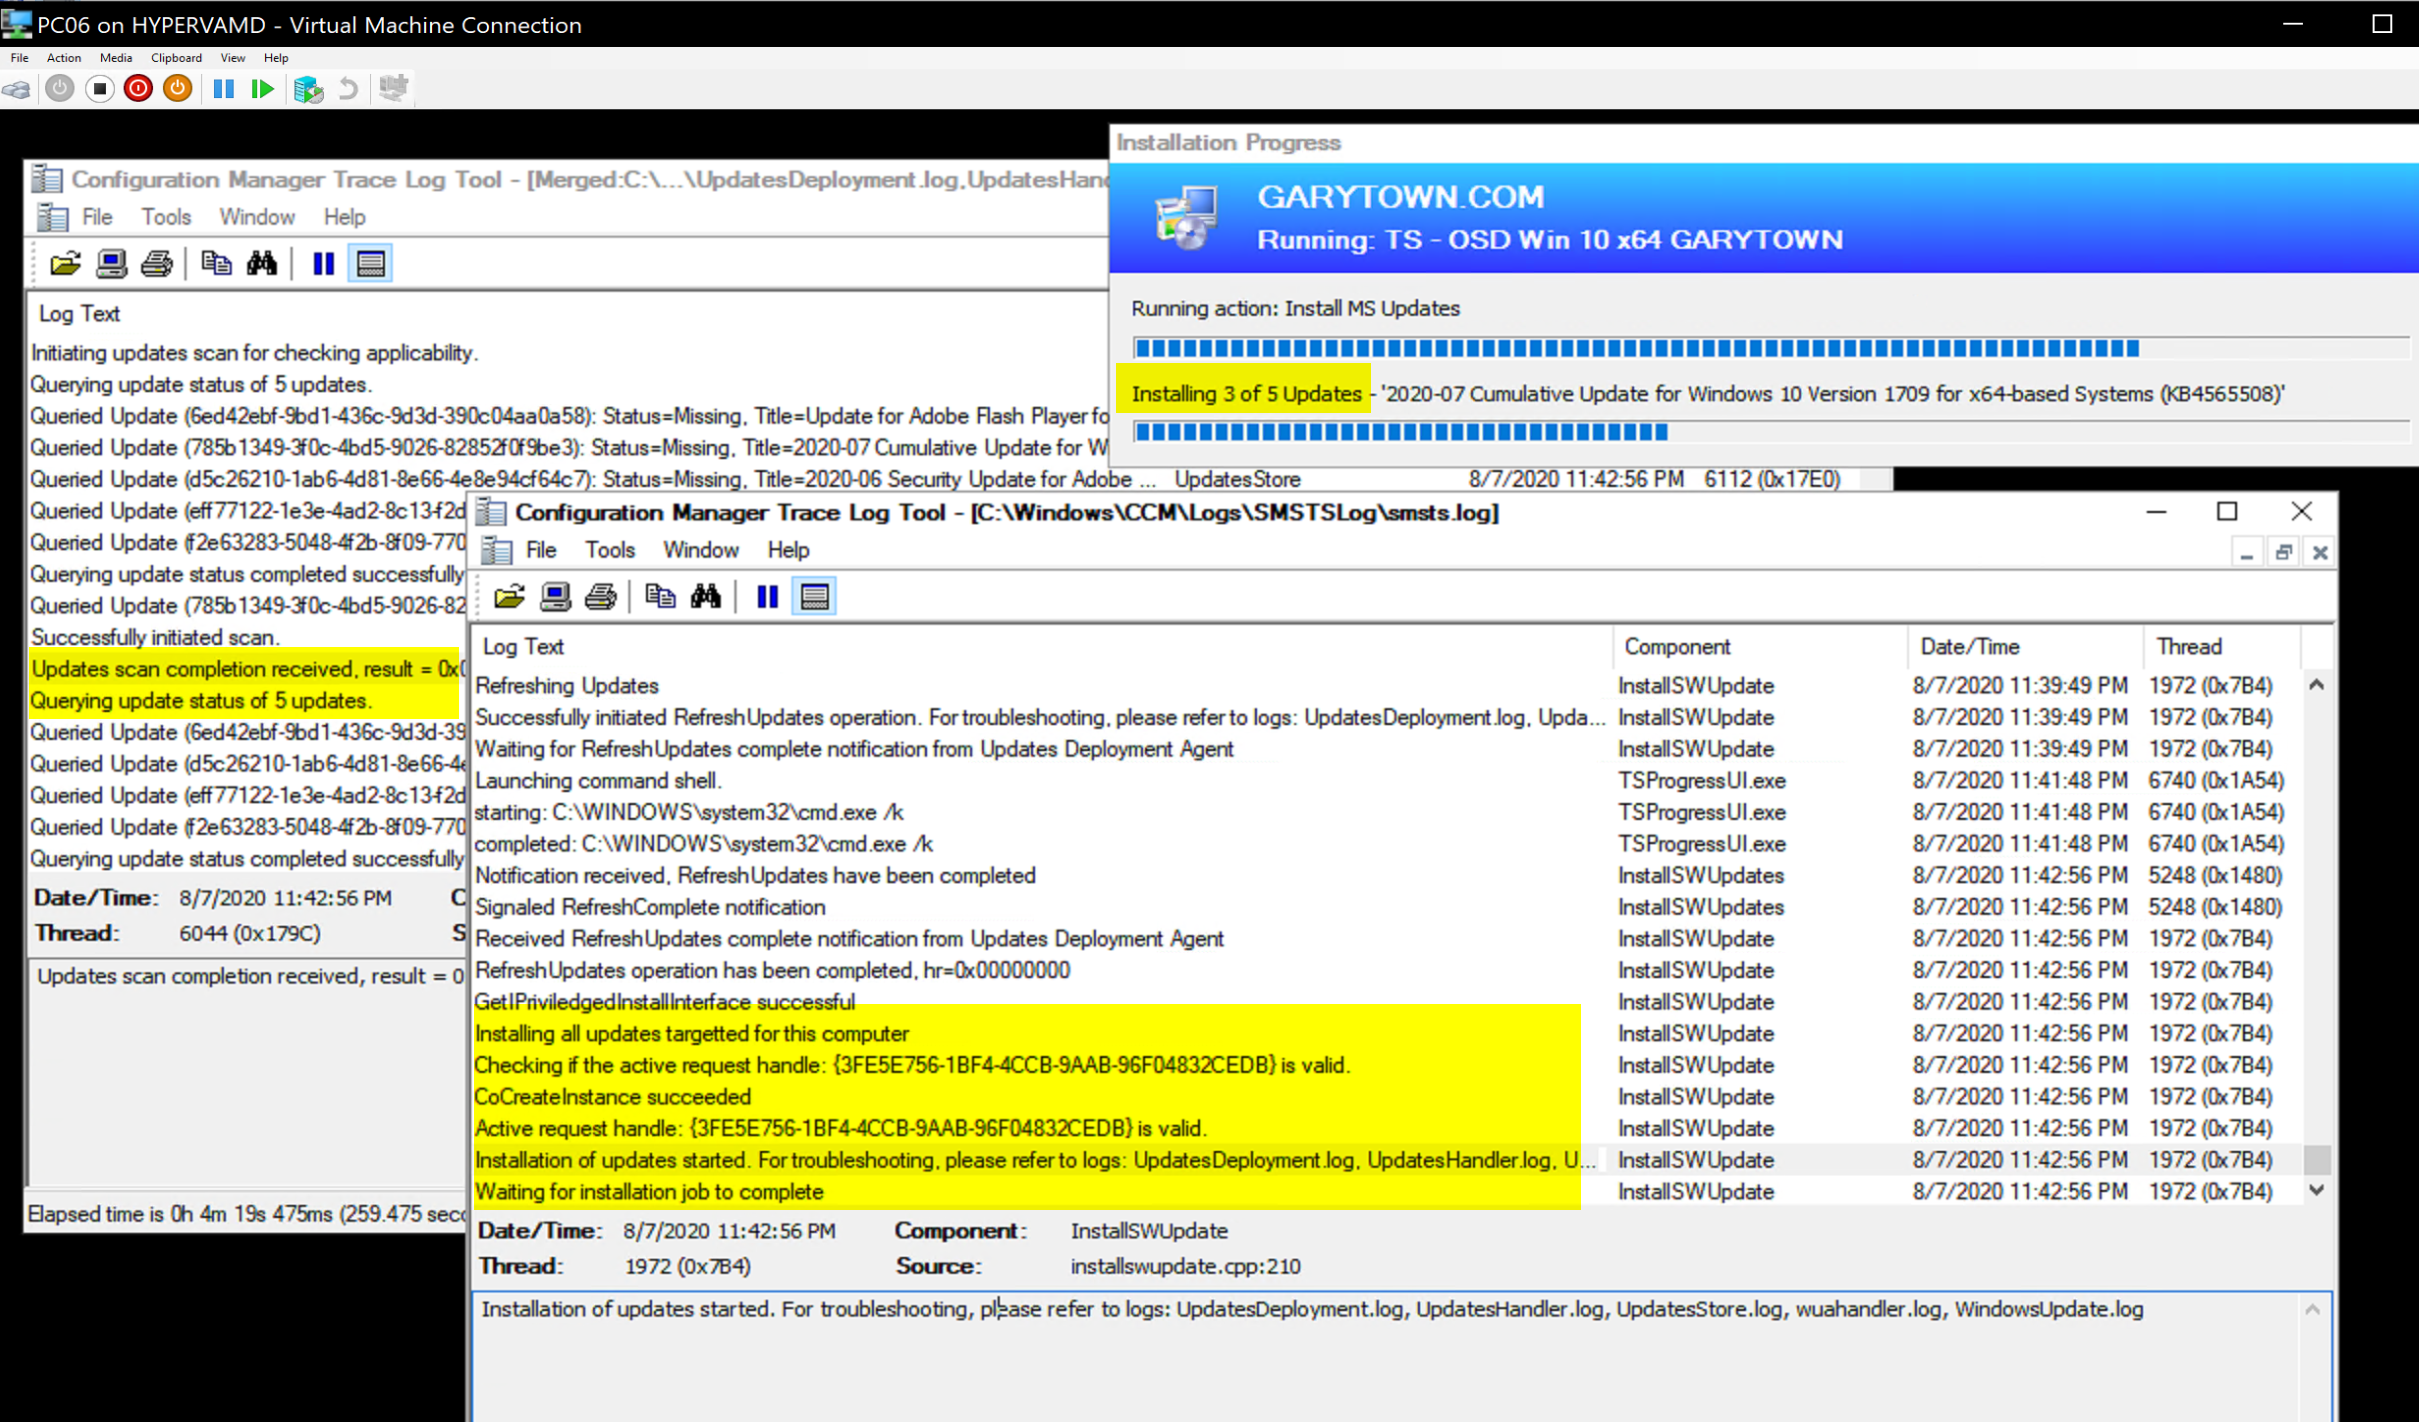 PC06 on HYPERVAMD - Virtual Machine Connection
File Action Media Clipboard View Help
Installation Progress
GARYTOWN.COM
Running: TS - OSD Win 10 x64 GARYTOWN
Running action: Install MS Updates
Installing 3 of 5 Updates - '2020-07 Cumulative Update for Windows 10 Version 1709 for x64-based Systems (KB4565508)'
Configuration Manager Trace Log Tool - [Merged:C:\...\UpdatesDeployment.log,UpdatesHand
File Tools Window Help
Log Text
Initiating updates scan for checking applicability.
Querying update status of 5 updates.
Queried Update (6ed42ebf-9bd1-436c-9d3d-390c04aa0a58): Status=Missing, Title=Update for Adobe Flash Player fo
Queried Update (785b1349-3f0c-4bd5-9026-82852f0f9be3): Status=Missing, Title=2020-07 Cumulative Update for W
Queried Update (d5c26210-1ab6-4d81-8e66-4e8e94cf64c7): Status=Missing, Title=2020-06 Security Update for Adobe ... UpdatesStore 8/7/2020 11:42:56 PM 6112 (0x17E0)
Queried Update (eff77122-1e3e-4ad2-8c13-f2d
Queried Update (f2e63283-5048-4f2b-8f09-770
Querying update status completed successfully
Queried Update (785b1349-3f0c-4bd5-9026-82
Successfully initiated scan.
Updates scan completion received, result = 0x0
Querying update status of 5 updates.
Queried Update (6ed42ebf-9bd1-436c-9d3d-39
Queried Update (d5c26210-1ab6-4d81-8e66-4e
Queried Update (eff77122-1e3e-4ad2-8c13-f2d
Queried Update (f2e63283-5048-4f2b-8f09-770
Querying update status completed successfully
Date/Time: 8/7/2020 11:42:56 PM C
Thread: 6044 (0x179C) S
Updates scan completion received, result = 0
Elapsed time is 0h 4m 19s 475ms (259.475 seco
Configuration Manager Trace Log Tool - [C:\Windows\CCM\Logs\SMSTSLog\smsts.log]
File Tools Window Help
Log Text Component Date/Time Thread
Refreshing Updates InstallSWUpdate 8/7/2020 11:39:49 PM 1972 (0x7B4)
Successfully initiated RefreshUpdates operation. For troubleshooting, please refer to logs: UpdatesDeployment.log, Upda... InstallSWUpdate 8/7/2020 11:39:49 PM 1972 (0x7B4)
Waiting for RefreshUpdates complete notification from Updates Deployment Agent InstallSWUpdate 8/7/2020 11:39:49 PM 1972 (0x7B4)
Launching command shell. TSProgressUI.exe 8/7/2020 11:41:48 PM 6740 (0x1A54)
starting: C:\WINDOWS\system32\cmd.exe /k TSProgressUI.exe 8/7/2020 11:41:48 PM 6740 (0x1A54)
completed: C:\WINDOWS\system32\cmd.exe /k TSProgressUI.exe 8/7/2020 11:41:48 PM 6740 (0x1A54)
Notification received, RefreshUpdates have been completed InstallSWUpdates 8/7/2020 11:42:56 PM 5248 (0x1480)
Signaled RefreshComplete notification InstallSWUpdates 8/7/2020 11:42:56 PM 5248 (0x1480)
Received RefreshUpdates complete notification from Updates Deployment Agent InstallSWUpdate 8/7/2020 11:42:56 PM 1972 (0x7B4)
RefreshUpdates operation has been completed, hr=0x00000000 InstallSWUpdate 8/7/2020 11:42:56 PM 1972 (0x7B4)
GetIPriviledgedInstallInterface successful InstallSWUpdate 8/7/2020 11:42:56 PM 1972 (0x7B4)
Installing all updates targetted for this computer InstallSWUpdate 8/7/2020 11:42:56 PM 1972 (0x7B4)
Checking if the active request handle: {3FE5E756-1BF4-4CCB-9AAB-96F04832CEDB} is valid. InstallSWUpdate 8/7/2020 11:42:56 PM 1972 (0x7B4)
CoCreateInstance succeeded InstallSWUpdate 8/7/2020 11:42:56 PM 1972 (0x7B4)
Active request handle: {3FE5E756-1BF4-4CCB-9AAB-96F04832CEDB} is valid. InstallSWUpdate 8/7/2020 11:42:56 PM 1972 (0x7B4)
Installation of updates started. For troubleshooting, please refer to logs: UpdatesDeployment.log, UpdatesHandler.log, U... InstallSWUpdate 8/7/2020 11:42:56 PM 1972 (0x7B4)
Waiting for installation job to complete InstallSWUpdate 8/7/2020 11:42:56 PM 1972 (0x7B4)
Date/Time: 8/7/2020 11:42:56 PM Component: InstallSWUpdate
Thread: 1972 (0x7B4) Source: installswupdate.cpp:210
Installation of updates started. For troubleshooting, please refer to logs: UpdatesDeployment.log, UpdatesHandler.log, UpdatesStore.log, wuahandler.log, WindowsUpdate.log